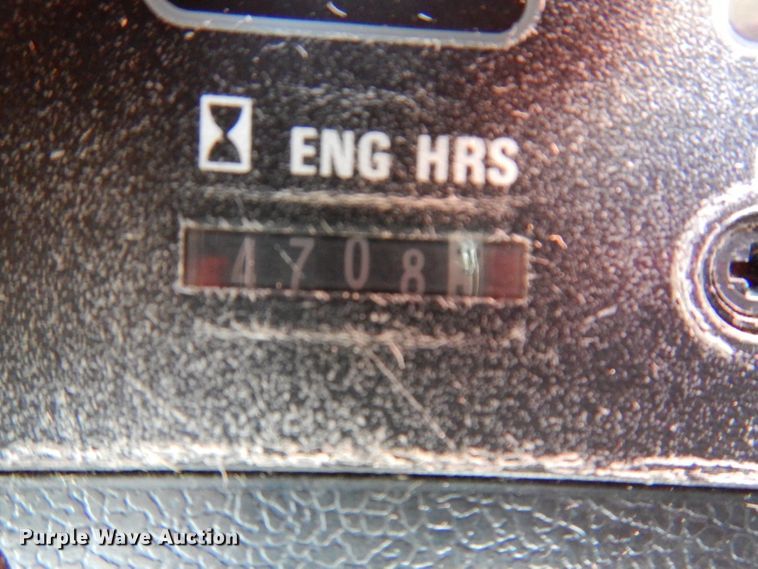 ENG HRS
4708
Purple Wave Auction